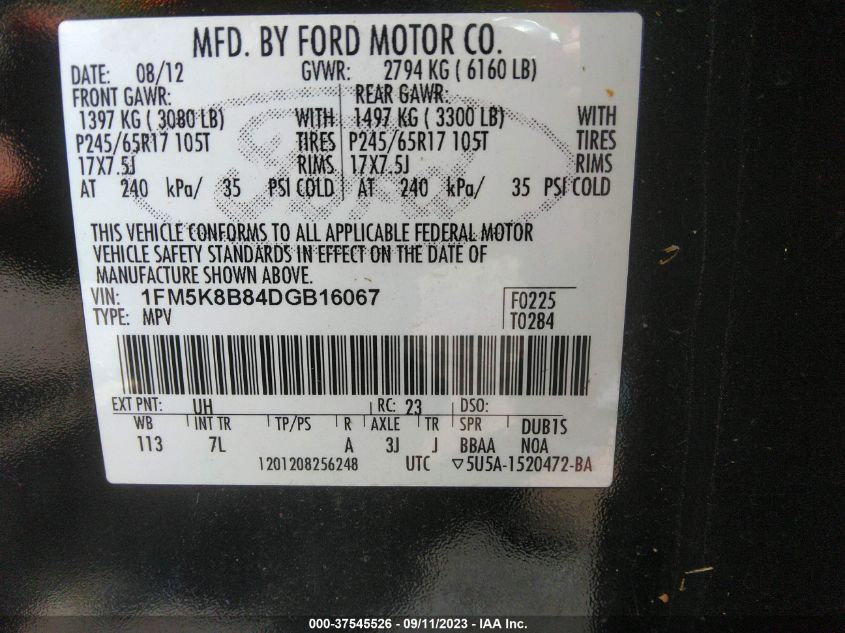 MFD. BY FORD MOTOR CO.
DATE: 08/12 GVWR: 2794 KG ( 6160 LB)
FRONT GAWR: REAR GAWR:
1397 KG ( 3080 LB) WITH 1497 KG ( 3300 LB) WITH
P245/65R17 105T TIRES P245/65R17 105T TIRES
17X7.5J RIMS 17X7.5J RIMS
AT 240 kPa/ 35 PSI COLD AT 240 kPa/ 35 PSI COLD
THIS VEHICLE CONFORMS TO ALL APPLICABLE FEDERAL MOTOR
VEHICLE SAFETY STANDARDS IN EFFECT ON THE DATE OF
MANUFACTURE SHOWN ABOVE.
VIN: 1FM5K8B84DGB16067 F0225
TYPE: MPV T0284
EXT PNT: UH RC: 23 DSO:
WB INT TR TP/PS R AXLE TR SPR DUB1S
113 7L A 3J J BBAA NOA
1201208256248 UTC ▽5U5A-1520472-BA
000-37545526 - 09/11/2023 - IAA Inc.